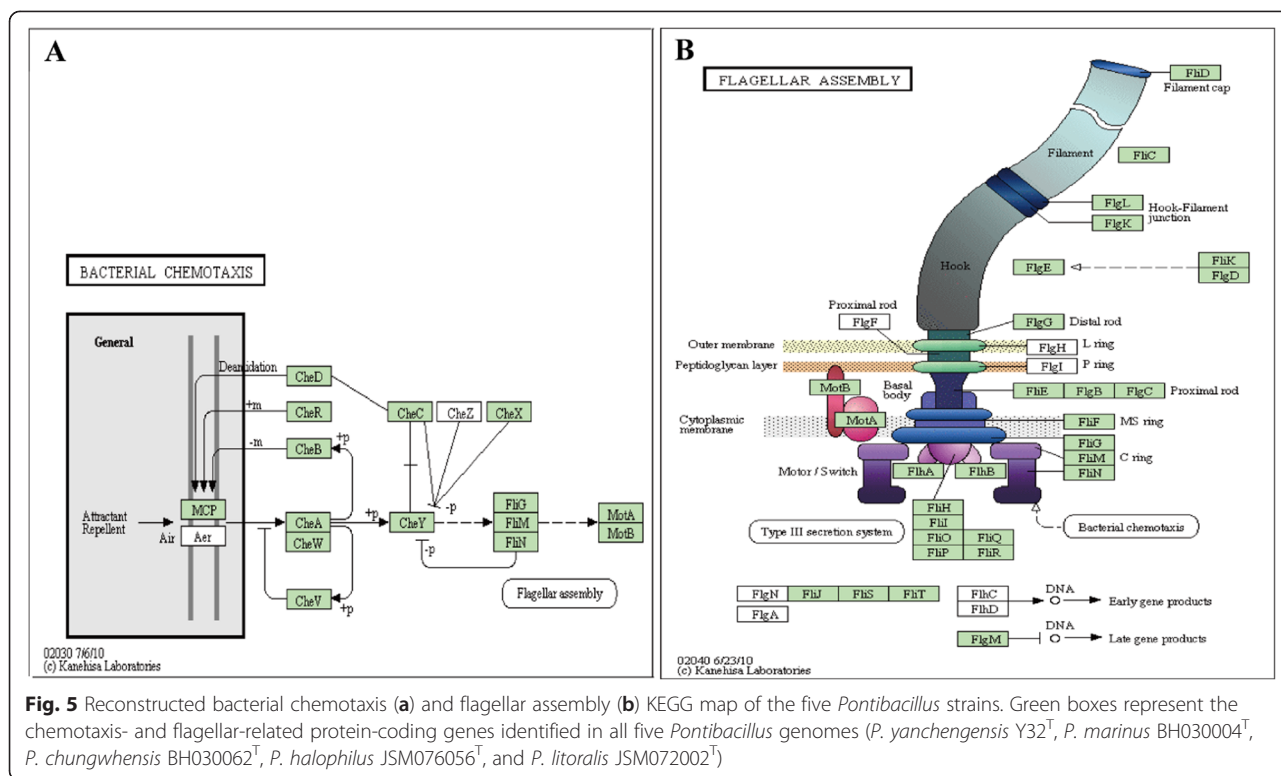 A
BACTERIAL CHEMOTAXIS
General
Deamidation
CheD
+m
CheR
-m
CheB
+p
CheC
CheZ
CheX
MCP
Attractant
Repellent
Air
Aer
CheA
CheW
+p
CheY
-p
-p
FliG
FliM
FliN
MotA
MotB
CheV
+p
Flagellar assembly
02030 7/6/10
(c) Kanehisa Laboratories
B
FLAGELLAR ASSEMBLY
FliD
Filament cap
Filament
FliC
FlgL
FlgK
Hook-Filament
junction
Hook
FlgE
FliK
FlgD
Proximal rod
FlgF
FlgG Distal rod
Outer membrane
FlgH L ring
Peptidoglycan layer
FlgI P ring
MotB
Basal
body
FliE FlgB FlgC Proximal rod
Cytoplasmic
membrane
MotA
FliF MS ring
FliG
FliM
FliN
C ring
Motor / Switch
FlhA FlhB
Type III secretion system
FliH
FliI
FliO FliQ
FliP FliR
Bacterial chemotaxis
FlgN FliJ FliS FliT
FlgA
FlhC
FlhD
DNA
Early gene products
FlgM
DNA
Late gene products
02040 6/23/10
(c) Kanehisa Laboratories
Fig. 5 Reconstructed bacterial chemotaxis (a) and flagellar assembly (b) KEGG map of the five Pontibacillus strains. Green boxes represent the
chemotaxis- and flagellar-related protein-coding genes identified in all five Pontibacillus genomes (P. yanchengensis Y32ᵀ, P. marinus BH030004ᵀ,
P. chungwhensis BH030062ᵀ, P. halophilus JSM076056ᵀ, and P. litoralis JSM072002ᵀ)